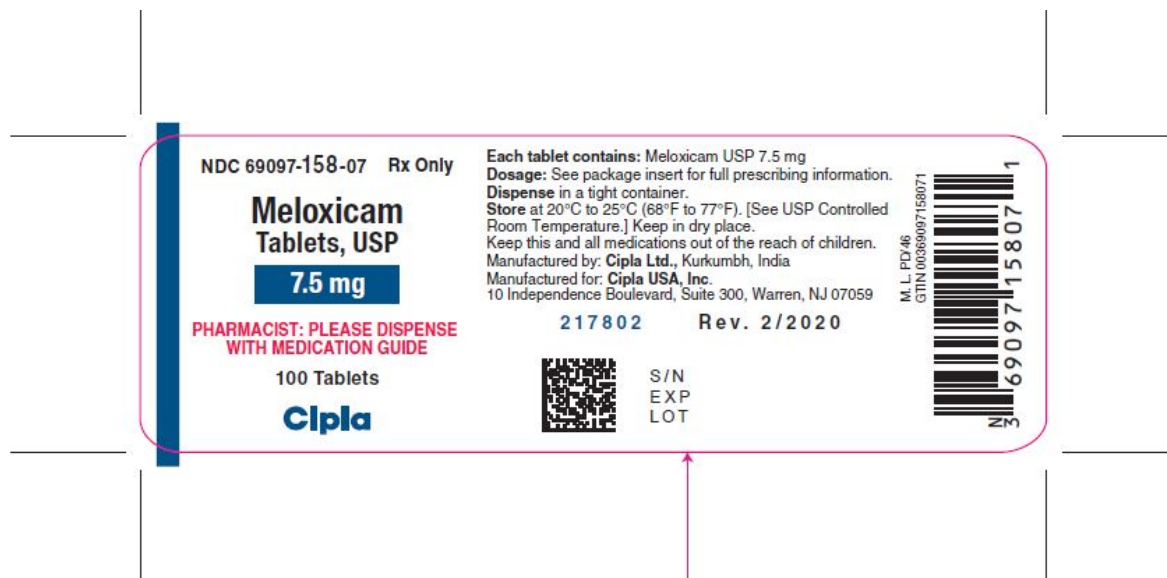 NDC 69097-158-07 Rx Only
Meloxicam
Tablets, USP
7.5 mg
PHARMACIST: PLEASE DISPENSE
WITH MEDICATION GUIDE
100 Tablets
Cipla
Each tablet contains: Meloxicam USP 7.5 mg
Dosage: See package insert for full prescribing information.
Dispense in a tight container.
Store at 20°C to 25°C (68°F to 77°F). [See USP Controlled
Room Temperature.] Keep in dry place.
Keep this and all medications out of the reach of children.
Manufactured by: Cipla Ltd., Kurkumbh, India
Manufactured for: Cipla USA, Inc.
10 Independence Boulevard, Suite 300, Warren, NJ 07059
217802 Rev. 2/2020
S/N
EXP
LOT
M. L. PD/46
GTIN 00369097158071
N
3 69097 15807 1